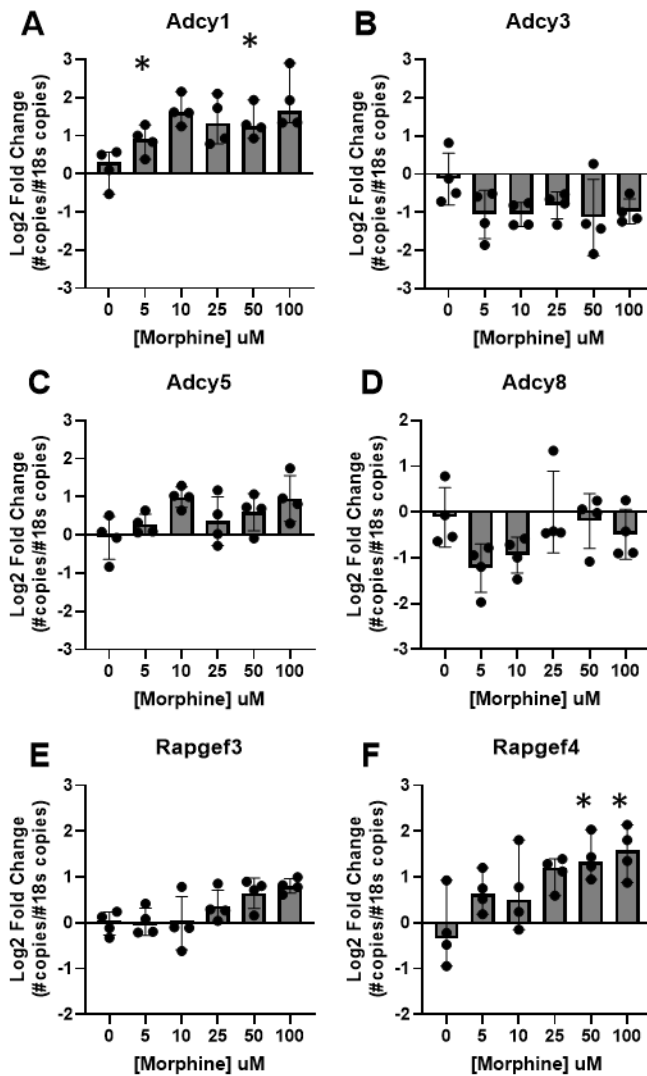 A
Adcy1
Log2 Fold Change
(#copies/#18s copies)
3
2
1
0
-1
-2
-3
*
*
0 5 10 25 50 100
[Morphine] uM
B
Adcy3
Log2 Fold Change
(#copies/#18s copies)
2
1
0
-1
-2
-3
0 5 10 25 50 100
[Morphine] uM
C
Adcy5
Log2 Fold Change
(#copies/#18s copies)
3
2
1
0
-1
-2
-3
0 5 10 25 50 100
[Morphine] uM
D
Adcy8
Log2 Fold Change
(#copies/#18s copies)
2
1
0
-1
-2
-3
0 5 10 25 50 100
[Morphine] uM
E
Rapgef3
Log2 Fold Change
(#copies/#18s copies)
3
2
1
0
-1
-2
0 5 10 25 50 100
[Morphine] uM
F
Rapgef4
Log2 Fold Change
(#copies/#18s copies)
3
2
1
0
-1
-2
* *
0 5 10 25 50 100
[Morphine] uM